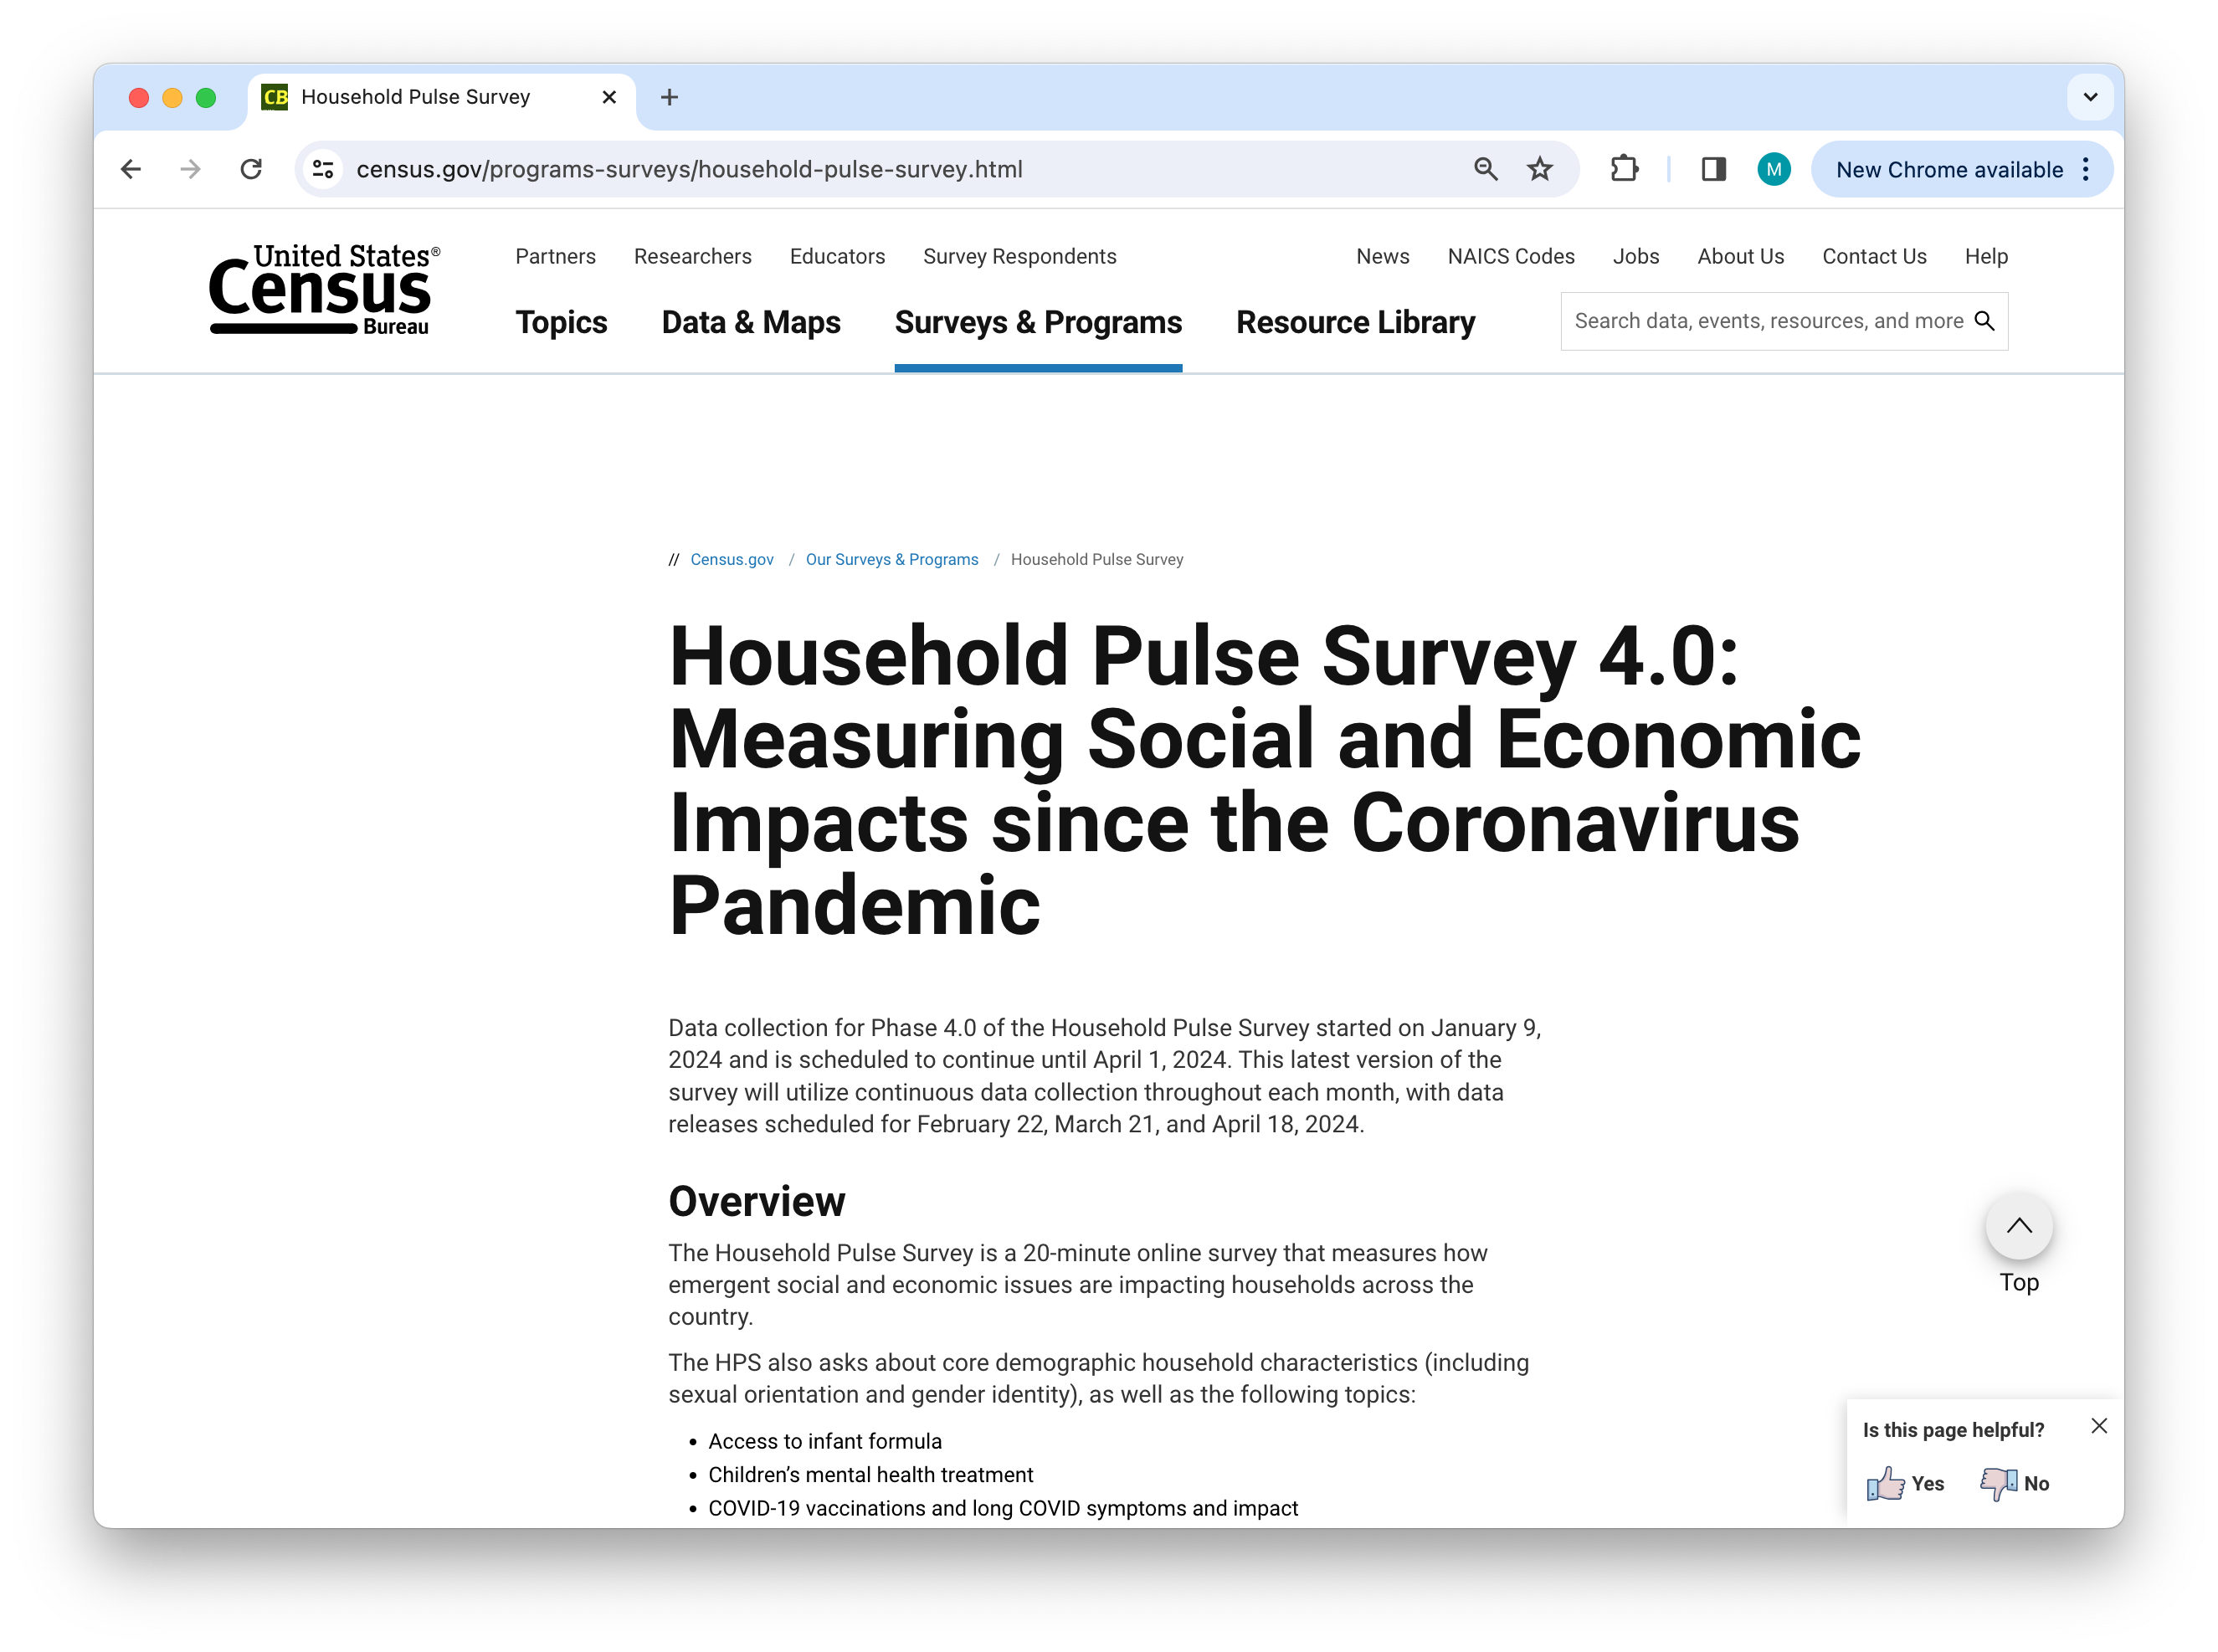 CB Household Pulse Survey
census.gov/programs-surveys/household-pulse-survey.html
M
New Chrome available
United States®
Census
Bureau
Partners Researchers Educators Survey Respondents
News NAICS Codes Jobs About Us Contact Us Help
Topics Data & Maps Surveys & Programs Resource Library
Search data, events, resources, and more
// Census.gov / Our Surveys & Programs / Household Pulse Survey
Household Pulse Survey 4.0:
Measuring Social and Economic
Impacts since the Coronavirus
Pandemic
Data collection for Phase 4.0 of the Household Pulse Survey started on January 9,
2024 and is scheduled to continue until April 1, 2024. This latest version of the
survey will utilize continuous data collection throughout each month, with data
releases scheduled for February 22, March 21, and April 18, 2024.
Overview
The Household Pulse Survey is a 20-minute online survey that measures how
emergent social and economic issues are impacting households across the
country.
The HPS also asks about core demographic household characteristics (including
sexual orientation and gender identity), as well as the following topics:
• Access to infant formula
• Children’s mental health treatment
• COVID-19 vaccinations and long COVID symptoms and impact
Top
Is this page helpful?
Yes No